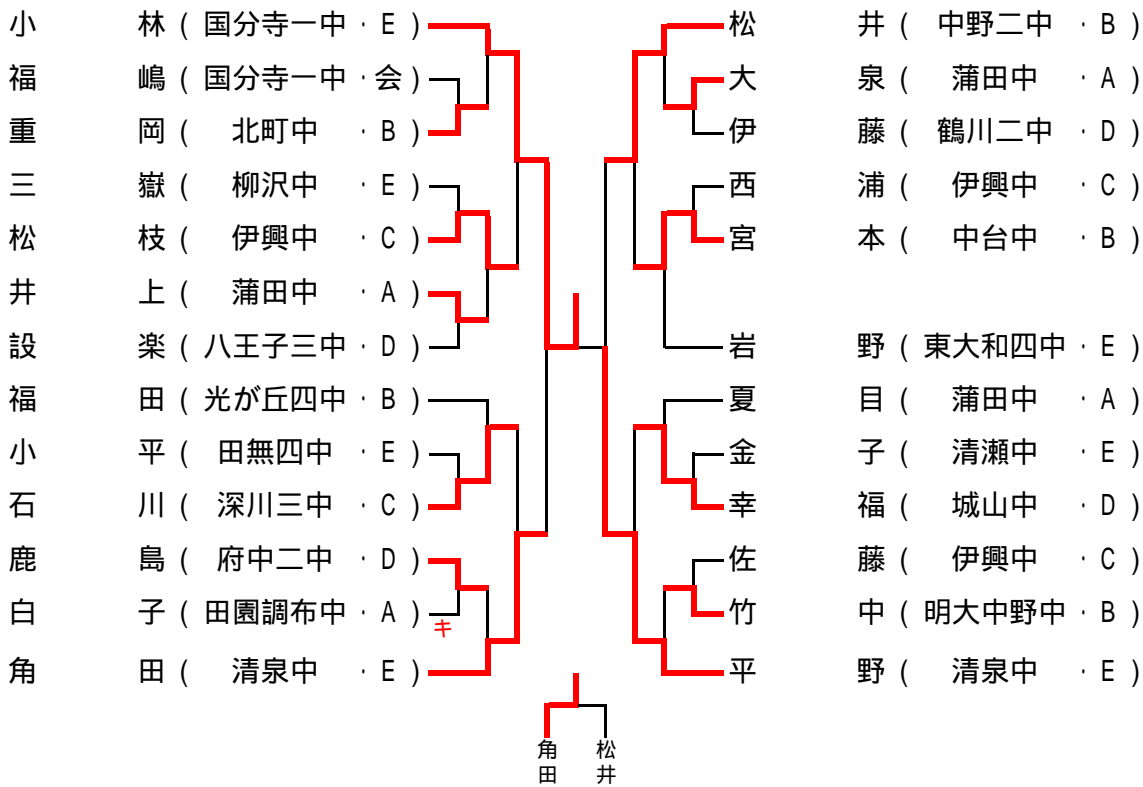 小林(国分寺一中・E) 松井(中野二中・B)
福嶋(国分寺一中・会) 大泉(蒲田中・A)
重岡(北町中・B) 伊藤(鶴川二中・D)
三嶽(柳沢中・E) 西浦(伊興中・C)
松枝(伊興中・C) 宮本(中台中・B)
井上(蒲田中・A)
設楽(八王子三中・D) 岩野(東大和四中・E)
福田(光が丘四中・B) 夏目(蒲田中・A)
小平(田無四中・E) 金子(清瀬中・E)
石川(深川三中・C) 幸福(城山中・D)
鹿島(府中二中・D) 佐藤(伊興中・C)
白子(田園調布中・A) 竹中(明大中野中・B)
キ
角田(清泉中・E) 平野(清泉中・E)
角田 松井